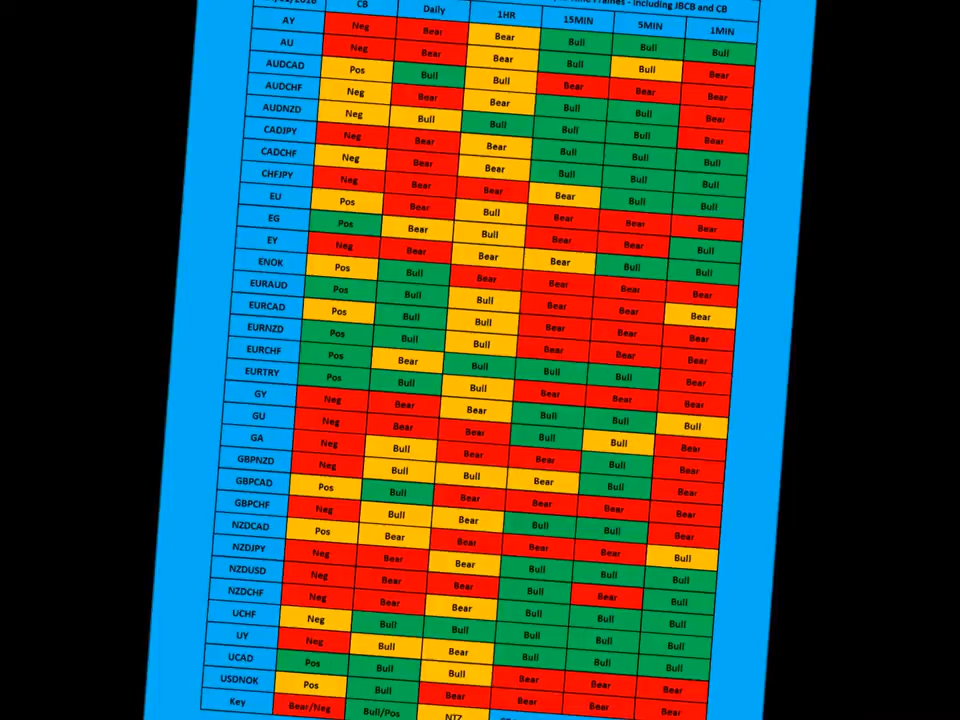 Frames - Including JBCB and CB
CB Daily 1HR 15MIN 5MIN 1MIN
AY Neg Bear Bear Bull Bull Bull
AU Neg Bear Bear Bull Bull Bear
AUDCAD Pos Bull Bull Bear Bear Bear
AUDCHF Neg Bear Bear Bull Bull Bear
AUDNZD Neg Bull Bull Bull Bull Bear
CADJPY Neg Bear Bear Bull Bull Bull
CADCHF Neg Bear Bear Bull Bull Bull
CHFJPY Neg Bear Bear Bear Bull Bull
EU Pos Bear Bull Bear Bear Bear
EG Pos Bear Bull Bear Bear Bull
EY Neg Bear Bear Bear Bull Bull
ENOK Pos Bull Bear Bear Bear Bear
EURAUD Pos Bull Bull Bear Bear Bear
EURCAD Pos Bull Bull Bear Bear Bear
EURNZD Pos Bull Bull Bear Bear Bear
EURCHF Pos Bear Bull Bull Bull Bear
EURTRY Pos Bull Bull Bear Bear Bear
GY Neg Bear Bear Bull Bull Bull
GU Neg Bear Bear Bull Bull Bear
GA Neg Bull Bear Bear Bull Bear
GBPNZD Neg Bull Bull Bear Bull Bear
GBPCAD Pos Bull Bear Bear Bear Bear
GBPCHF Neg Bull Bear Bull Bull Bear
NZDCAD Pos Bear Bear Bear Bear Bull
NZDJPY Neg Bear Bear Bull Bull Bull
NZDUSD Neg Bear Bear Bull Bear Bull
NZDCHF Neg Bear Bear Bull Bull Bull
UCHF Neg Bull Bull Bull Bull Bull
UY Neg Bull Bear Bull Bull Bull
UCAD Pos Bull Bull Bear Bear Bear
USDNOK Pos Bull Bear Bear Bear Bear
Key Bear/Neg Bull/Pos NTZ